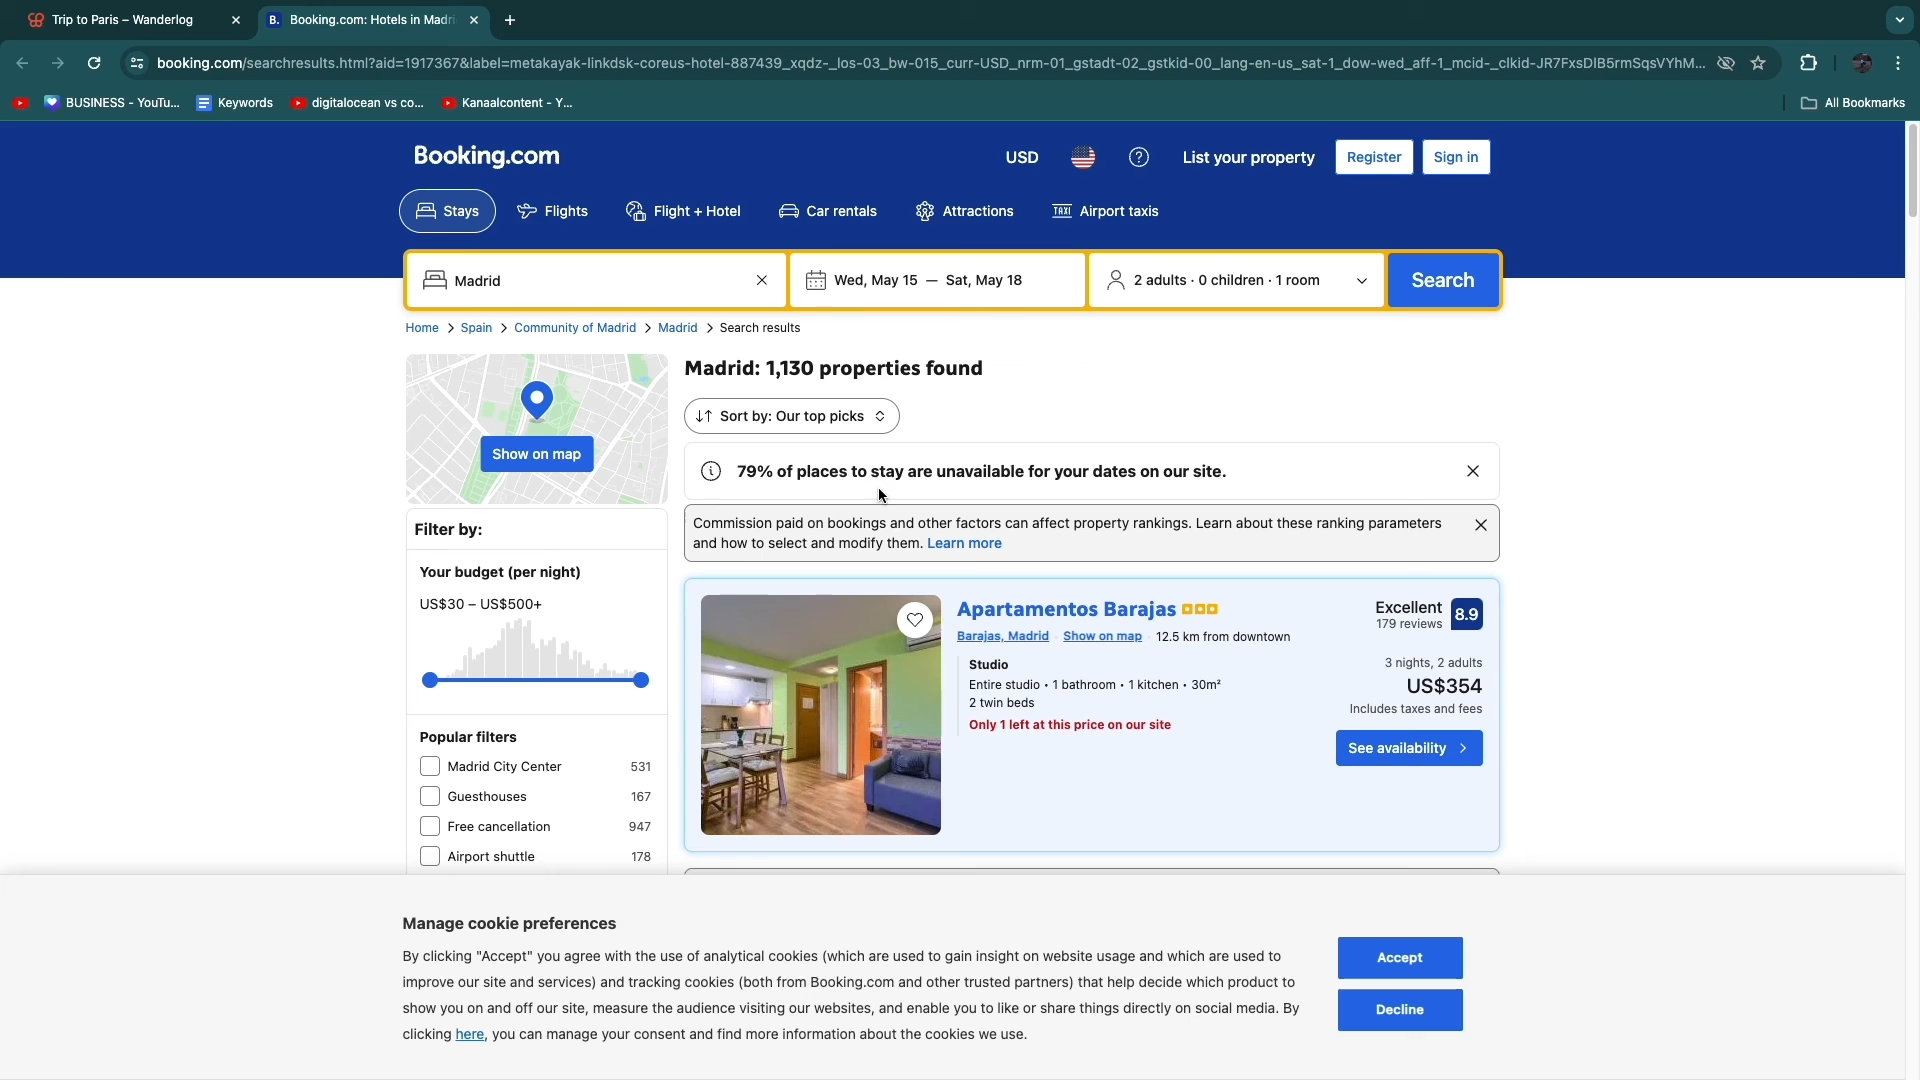 Trip to Paris – Wanderlog
B. Booking.com: Hotels in Madri
booking.com/searchresults.html?aid=1917367&label=metakayak-linkdsk-coreus-hotel-887439_xqdz-_los-03_bw-015_curr-USD_nrm-01_gstadt-02_gstkid-00_lang-en-us_sat-1_dow-wed_aff-1_mcid-_clkid-JR7FxsDIB5rmSqsVYhM...
BUSINESS - YouTu...
Keywords
digitalocean vs co...
Kanaalcontent - Y...
All Bookmarks
Booking.com
USD
List your property
Register
Sign in
Stays
Flights
Flight + Hotel
Car rentals
Attractions
TAXI Airport taxis
Madrid
Wed, May 15 — Sat, May 18
2 adults · 0 children · 1 room
Search
Home > Spain > Community of Madrid > Madrid > Search results
Show on map
Madrid: 1,130 properties found
Sort by: Our top picks
79% of places to stay are unavailable for your dates on our site.
Commission paid on bookings and other factors can affect property rankings. Learn about these ranking parameters
and how to select and modify them. Learn more
Filter by:
Your budget (per night)
US$30 – US$500+
Popular filters
Madrid City Center 531
Guesthouses 167
Free cancellation 947
Airport shuttle 178
Apartamentos Barajas
Barajas, Madrid Show on map 12.5 km from downtown
Studio
Entire studio • 1 bathroom • 1 kitchen • 30m²
2 twin beds
Only 1 left at this price on our site
Excellent 8.9
179 reviews
3 nights, 2 adults
US$354
Includes taxes and fees
See availability
Manage cookie preferences
By clicking "Accept" you agree with the use of analytical cookies (which are used to gain insight on website usage and which are used to
improve our site and services) and tracking cookies (both from Booking.com and other trusted partners) that help decide which product to
show you on and off our site, measure the audience visiting our websites, and enable you to like or share things directly on social media. By
clicking here, you can manage your consent and find more information about the cookies we use.
Accept
Decline